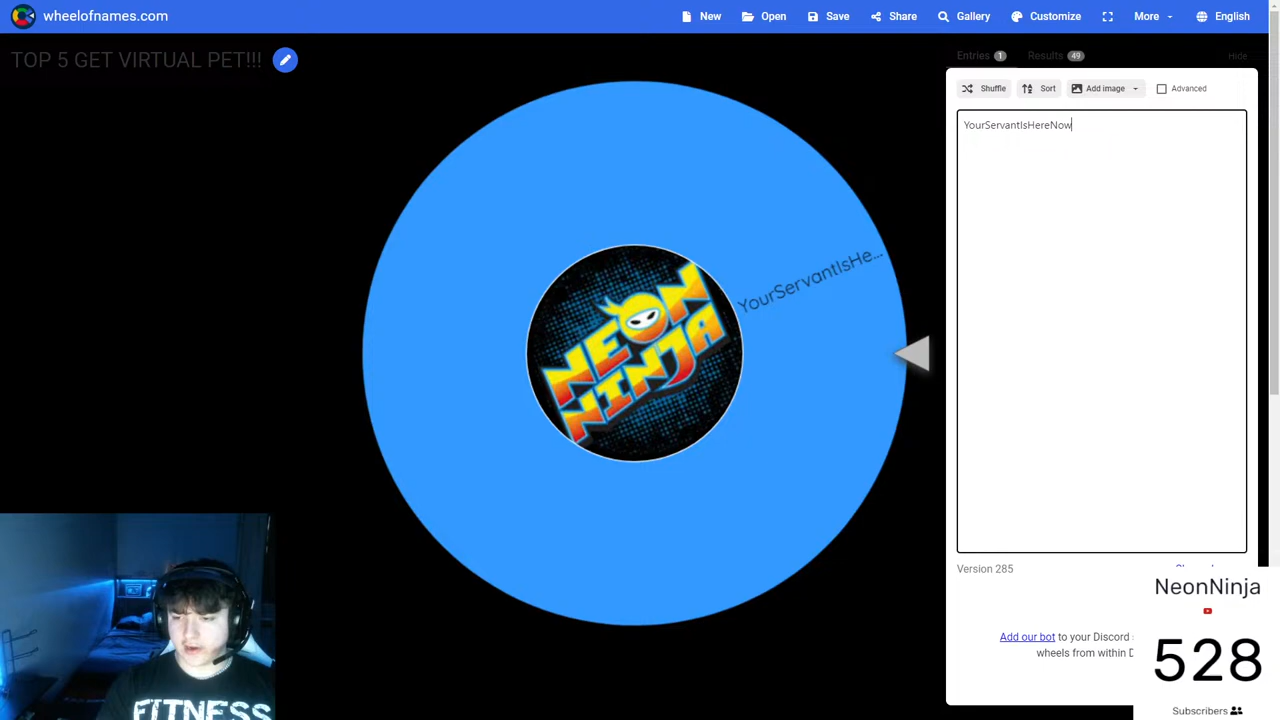 wheelofnames.com
New
Open
Save
Share
Gallery
Customize
More
English
TOP 5 GET VIRTUAL PET!!!
Entries 1
Results 49
Hide
Shuffle
Sort
Add image
Advanced
YourServantIsHereNow
YourServantIsHe...
NEON
NINJA
Version 285
Add our bot to your Discord
wheels from within D
NeonNinja
528
Subscribers
FITNESS